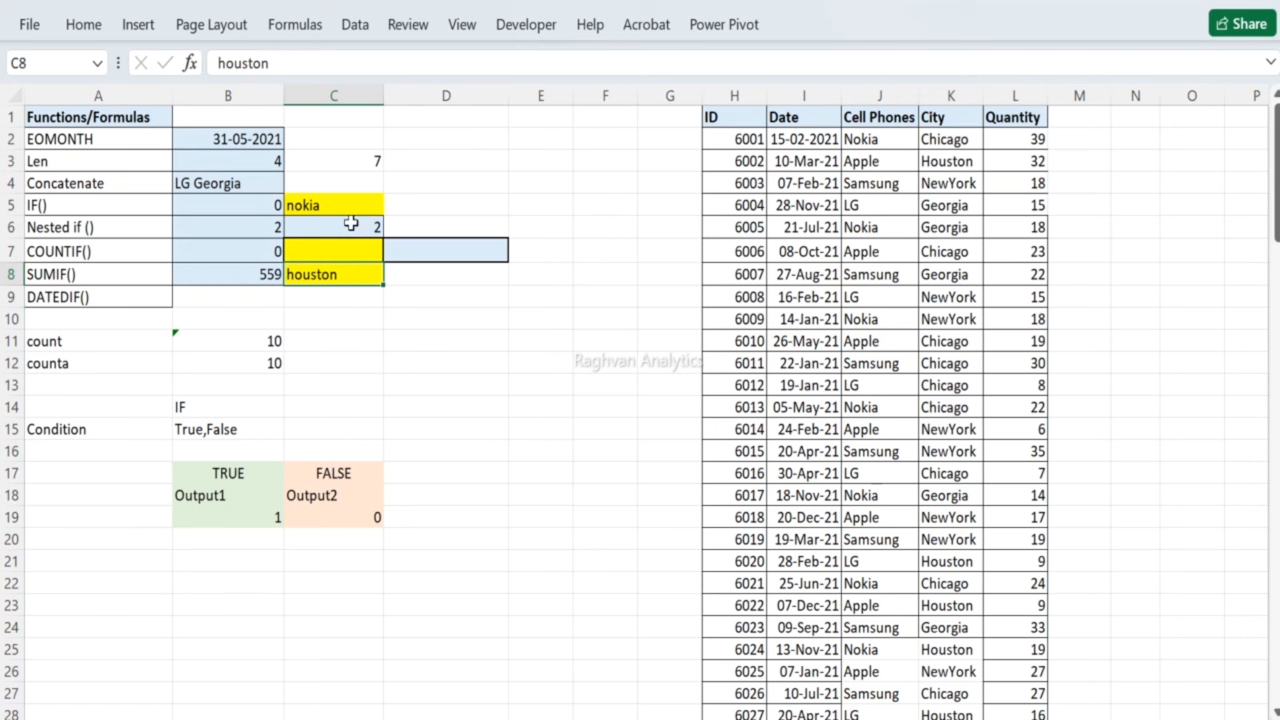 File Home Insert Page Layout Formulas Data Review View Developer Help Acrobat Power Pivot Share
C8 fx houston
A B C D E F G H I J K L M N O P
1 Functions/Formulas ID Date Cell Phones City Quantity
2 EOMONTH 31-05-2021 6001 15-02-2021 Nokia Chicago 39
3 Len 4 7 6002 10-Mar-21 Apple Houston 32
4 Concatenate LG Georgia 6003 07-Feb-21 Samsung NewYork 18
5 IF() 0 nokia 6004 28-Nov-21 LG Georgia 15
6 Nested if () 2 2 6005 21-Jul-21 Nokia Georgia 18
7 COUNTIF() 0 6006 08-Oct-21 Apple Chicago 23
8 SUMIF() 559 houston 6007 27-Aug-21 Samsung Georgia 22
9 DATEDIF() 6008 16-Feb-21 LG NewYork 15
10 6009 14-Jan-21 Nokia NewYork 18
11 count 10 6010 26-May-21 Apple Chicago 19
12 counta 10 Raghvan Analytics 6011 22-Jan-21 Samsung Chicago 30
13 6012 19-Jan-21 LG Chicago 8
14 IF 6013 05-May-21 Nokia Chicago 22
15 Condition True,False 6014 24-Feb-21 Apple NewYork 6
16 6015 20-Apr-21 Samsung NewYork 35
17 TRUE FALSE 6016 30-Apr-21 LG Chicago 7
18 Output1 Output2 6017 18-Nov-21 Nokia Georgia 14
19 1 0 6018 20-Dec-21 Apple NewYork 17
20 6019 19-Mar-21 Samsung NewYork 19
21 6020 28-Feb-21 LG Houston 9
22 6021 25-Jun-21 Nokia Chicago 24
23 6022 07-Dec-21 Apple Houston 9
24 6023 09-Sep-21 Samsung Georgia 33
25 6024 13-Nov-21 Nokia Houston 19
26 6025 07-Jan-21 Apple NewYork 27
27 6026 10-Jul-21 Samsung Chicago 27
28 6027 20-Apr-21 LG Houston 16